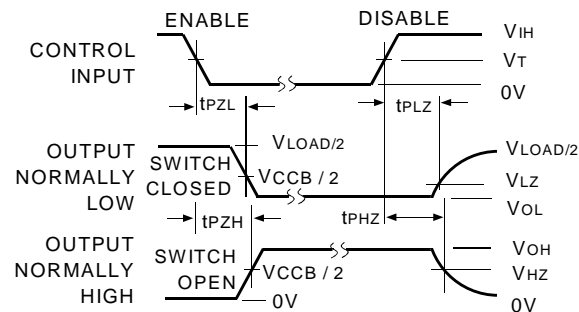 ENABLE DISABLE
CONTROL INPUT
VIH
VT
0V
tPZL tPLZ
OUTPUT NORMALLY LOW
SWITCH CLOSED
VLOAD/2
VCCB / 2
VLOAD/2
VLZ
VOL
tPZH tPHZ
OUTPUT NORMALLY HIGH
SWITCH OPEN
VCCB / 2
0V
VOH
VHZ
0V